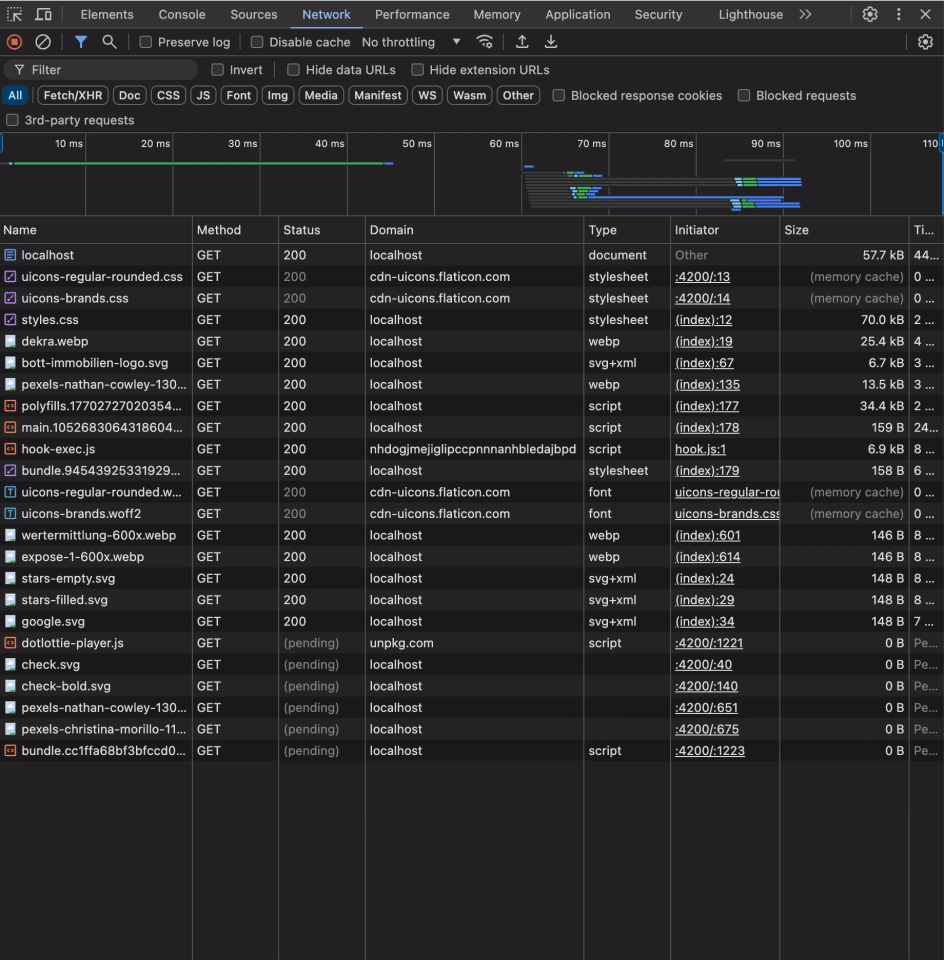 Elements Console Sources Network Performance Memory Application Security Lighthouse
Preserve log Disable cache No throttling
Filter Invert Hide data URLs Hide extension URLs
All Fetch/XHR Doc CSS JS Font Img Media Manifest WS Wasm Other Blocked response cookies Blocked requests
3rd-party requests
10 ms 20 ms 30 ms 40 ms 50 ms 60 ms 70 ms 80 ms 90 ms 100 ms 110
Name Method Status Domain Type Initiator Size Ti...
localhost GET 200 localhost document Other 57.7 kB 44...
uicons-regular-rounded.css GET 200 cdn-uicons.flaticon.com stylesheet :4200/:13 (memory cache) 0 ...
uicons-brands.css GET 200 cdn-uicons.flaticon.com stylesheet :4200/:14 (memory cache) 0 ...
styles.css GET 200 localhost stylesheet (index):12 70.0 kB 2 ...
dekra.webp GET 200 localhost webp (index):19 25.4 kB 4 ...
bott-immobilien-logo.svg GET 200 localhost svg+xml (index):67 6.7 kB 3 ...
pexels-nathan-cowley-130... GET 200 localhost webp (index):135 13.5 kB 3 ...
polyfills.17702727020354... GET 200 localhost script (index):177 34.4 kB 2 ...
main.1052683064318604... GET 200 localhost script (index):178 159 B 24...
hook-exec.js GET 200 nhdogjmejiglipccpnnnanhbledajbpd script hook.js:1 6.9 kB 8 ...
bundle.94543925331929... GET 200 localhost stylesheet (index):179 158 B 6 ...
uicons-regular-rounded.w... GET 200 cdn-uicons.flaticon.com font uicons-regular-rou (memory cache) 0 ...
uicons-brands.woff2 GET 200 cdn-uicons.flaticon.com font uicons-brands.css (memory cache) 0 ...
wertermittlung-600x.webp GET 200 localhost webp (index):601 146 B 8 ...
expose-1-600x.webp GET 200 localhost webp (index):614 146 B 8 ...
stars-empty.svg GET 200 localhost svg+xml (index):24 148 B 8 ...
stars-filled.svg GET 200 localhost svg+xml (index):29 148 B 8 ...
google.svg GET 200 localhost svg+xml (index):34 148 B 7 ...
dotlottie-player.js GET (pending) unpkg.com script :4200/:1221 0 B Pe...
check.svg GET (pending) localhost :4200/:40 0 B Pe...
check-bold.svg GET (pending) localhost :4200/:140 0 B Pe...
pexels-nathan-cowley-130... GET (pending) localhost :4200/:651 0 B Pe...
pexels-christina-morillo-11... GET (pending) localhost :4200/:675 0 B Pe...
bundle.cc1ffa68bf3bfccd0... GET (pending) localhost script :4200/:1223 0 B Pe...